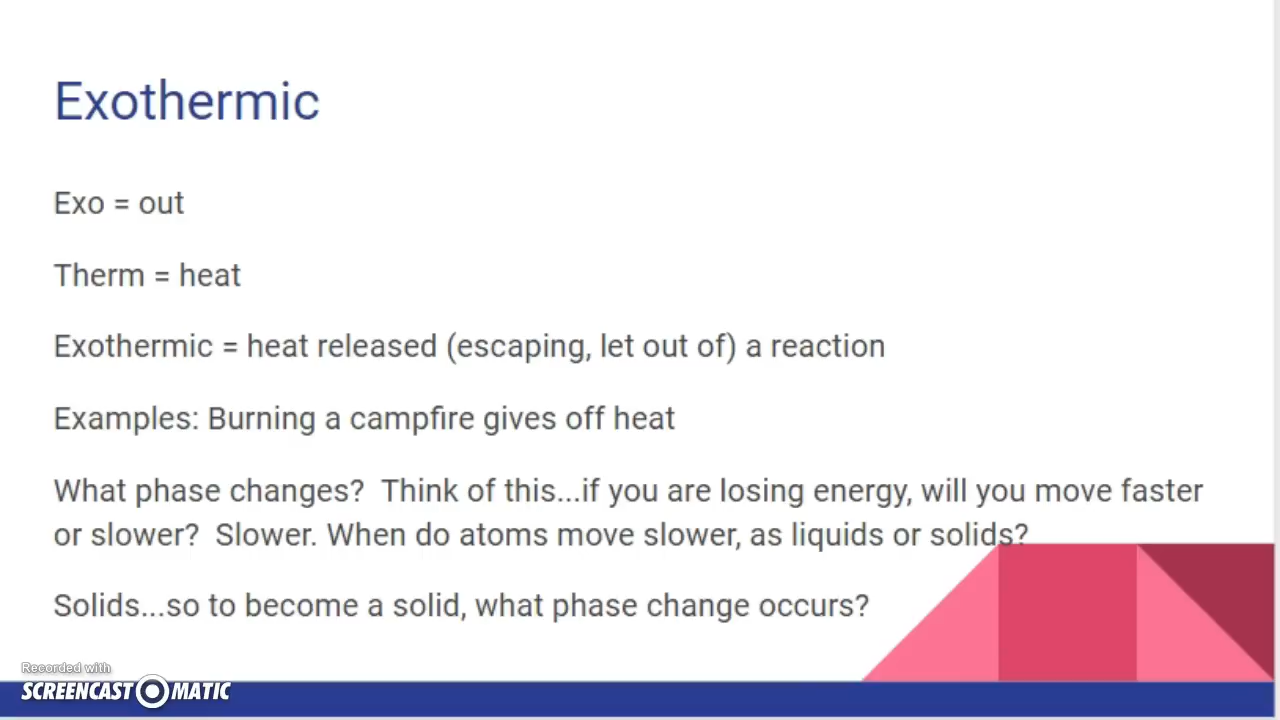 Exothermic
Exo = out
Therm = heat
Exothermic = heat released (escaping, let out of) a reaction
Examples: Burning a campfire gives off heat
What phase changes?  Think of this...if you are losing energy, will you move faster
or slower?  Slower. When do atoms move slower, as liquids or solids?
Solids...so to become a solid, what phase change occurs?
Recorded with
SCREENCAST MATIC